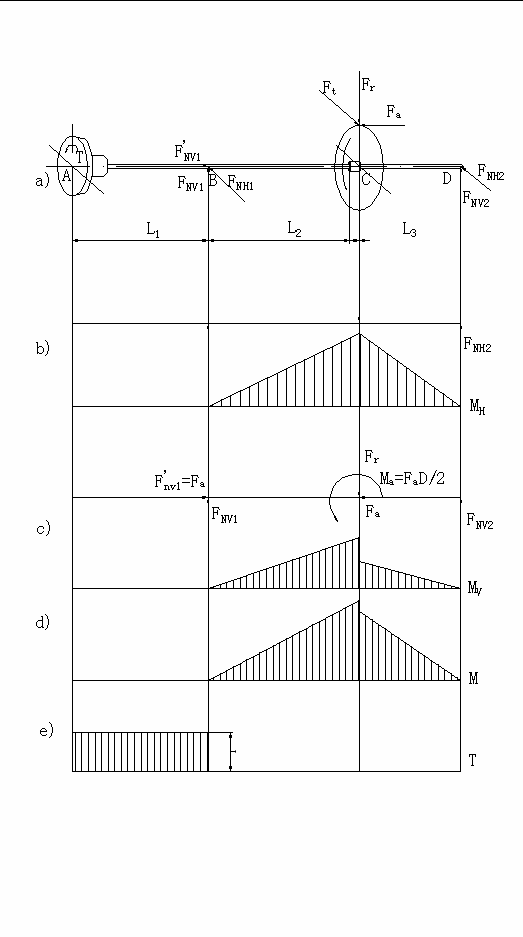 F_t
F_r
F_a
T
A
F'_NV1
F_NV1
B
F_NH1
C
D
F_NH2
F_NV2
a)
L_1
L_2
L_3
b)
F_NH2
M_H
F_r
F'_nv1=F_a
M_a=F_aD/2
F_NV1
F_a
F_NV2
c)
M_V
d)
M
e)
T